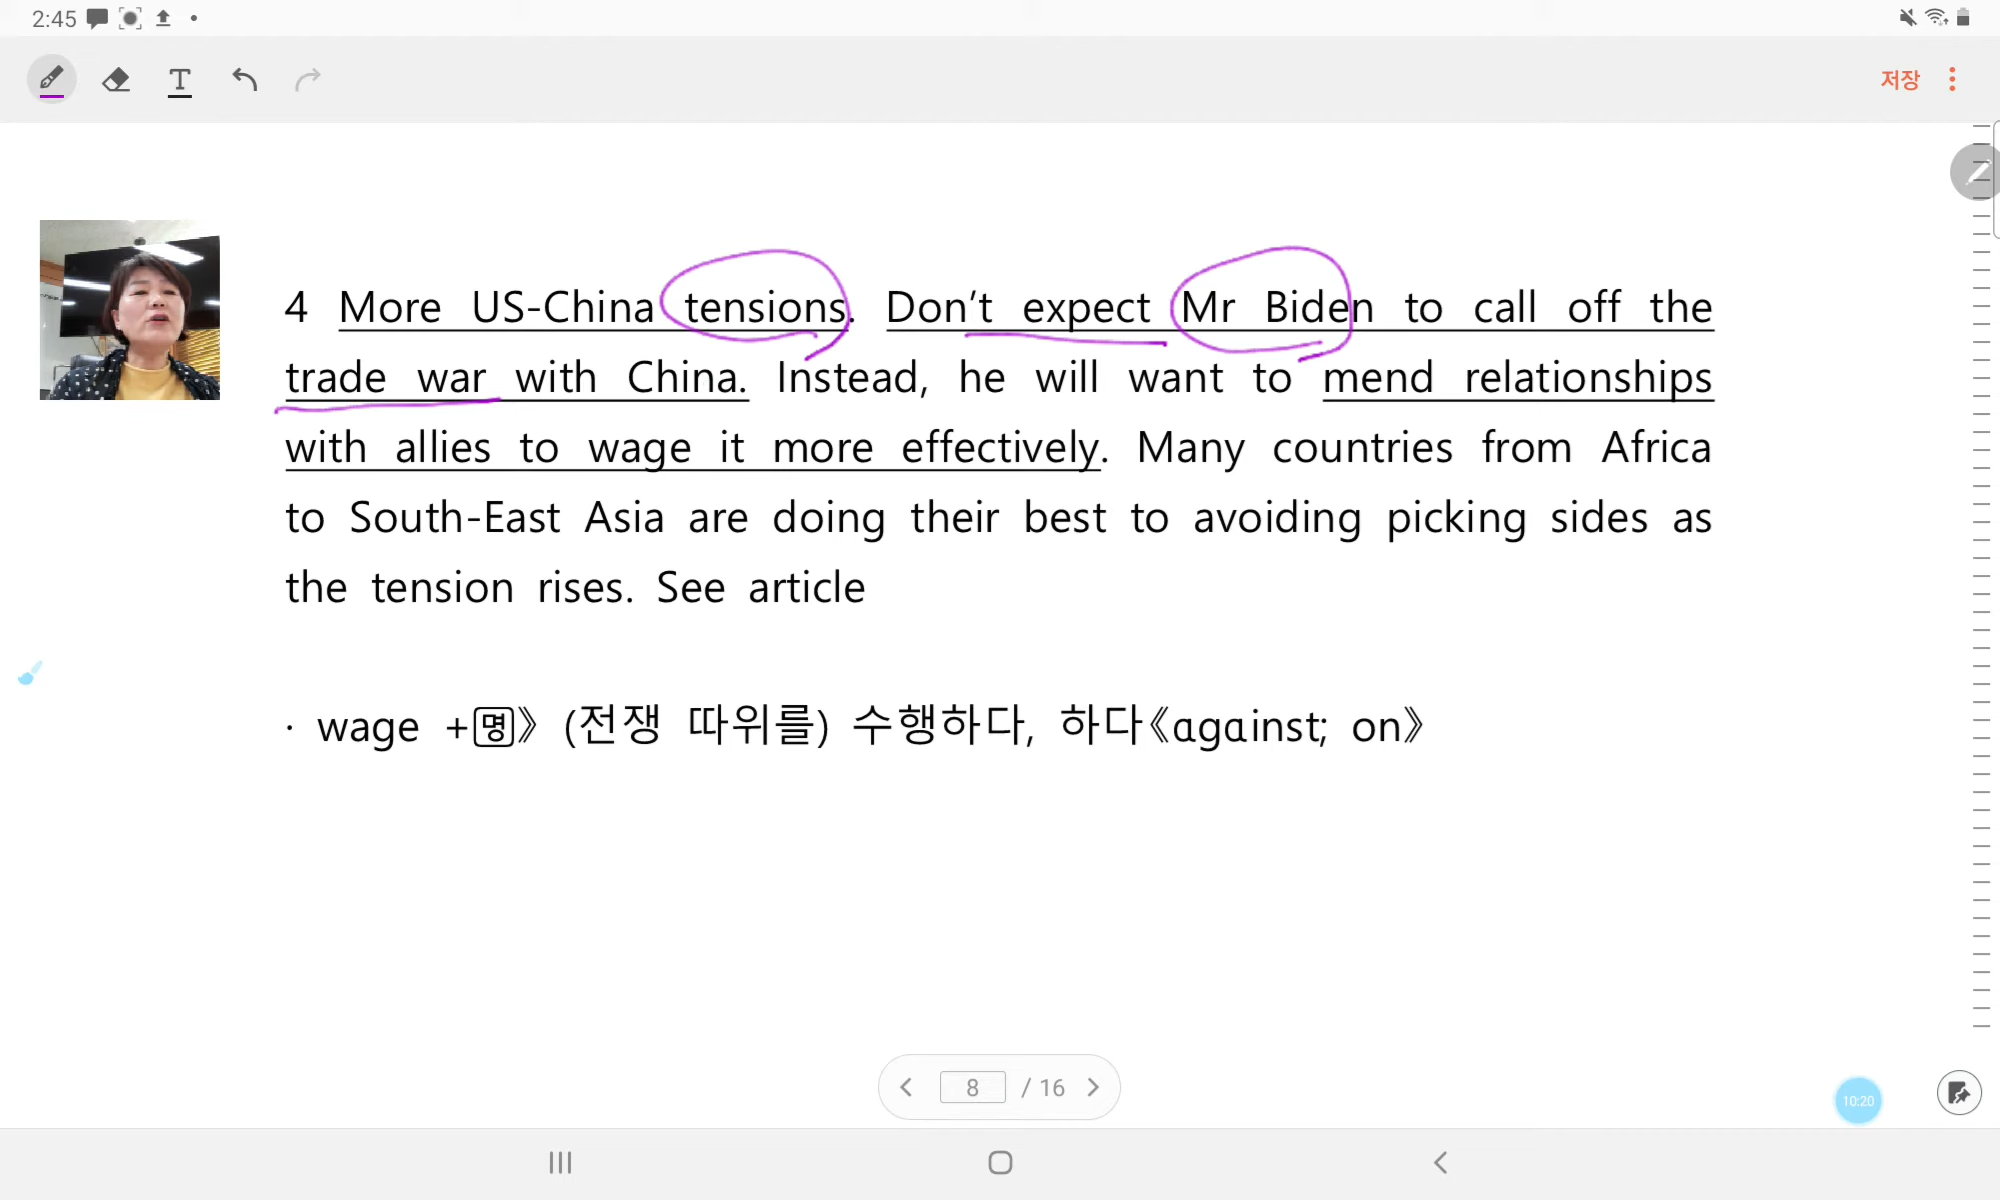 2:45
저장
4 More US-China tensions. Don't expect Mr Biden to call off the
trade war with China. Instead, he will want to mend relationships
with allies to wage it more effectively. Many countries from Africa
to South-East Asia are doing their best to avoiding picking sides as
the tension rises. See article
· wage +명》 (전쟁 따위를) 수행하다, 하다《against; on》
8 / 16
10:20